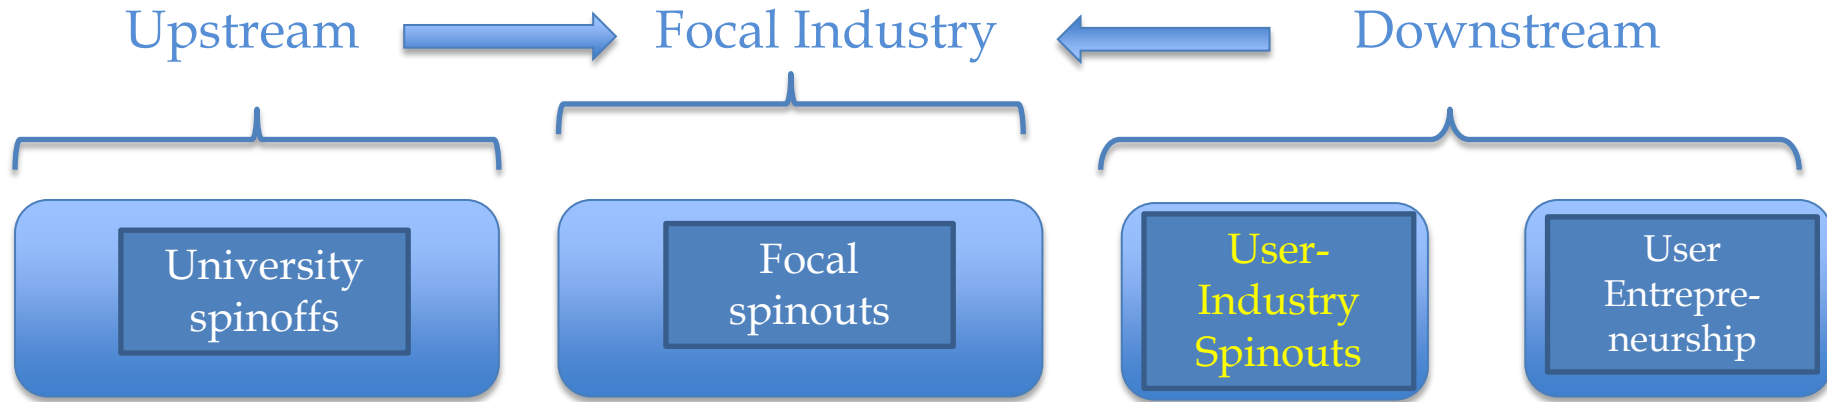 Upstream
Focal Industry
Downstream
University
spinoffs
Focal
spinouts
User-
Industry
Spinouts
User
Entrepre-
neurship